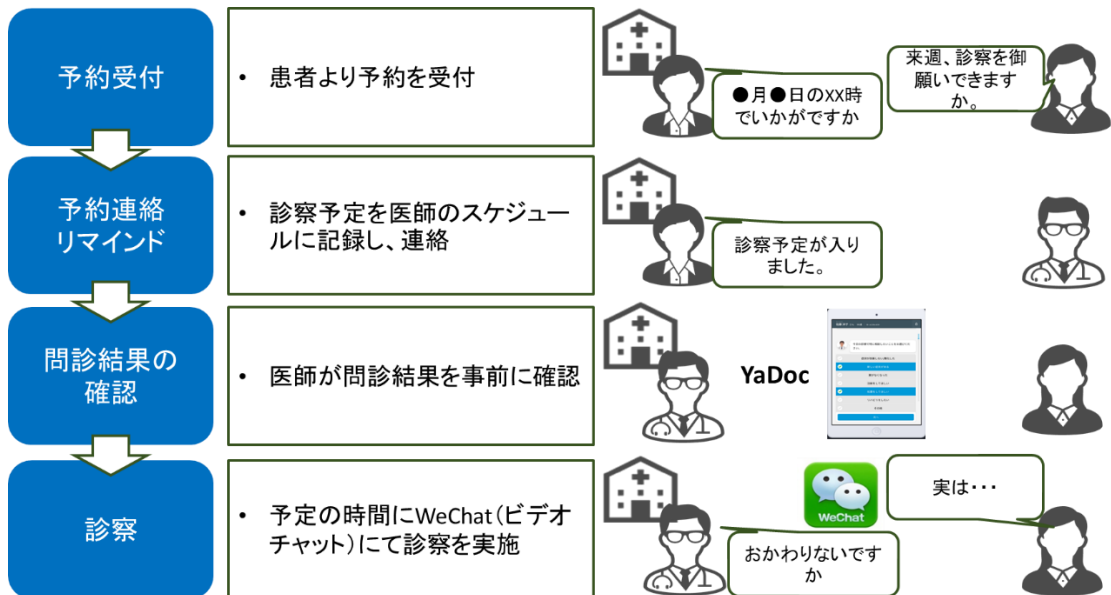 予約受付
• 患者より予約を受付
●月●日のXX時
でいかがですか
来週、診察を御
願いできます
か。
予約連絡
リマインド
• 診察予定を医師のスケジュー
ルに記録し、連絡
診察予定が入り
ました。
問診結果の
確認
• 医師が問診結果を事前に確認
YaDoc
診察
• 予定の時間にWeChat（ビデオ
チャット）にて診察を実施
WeChat
おかわりないです
か
実は・・・